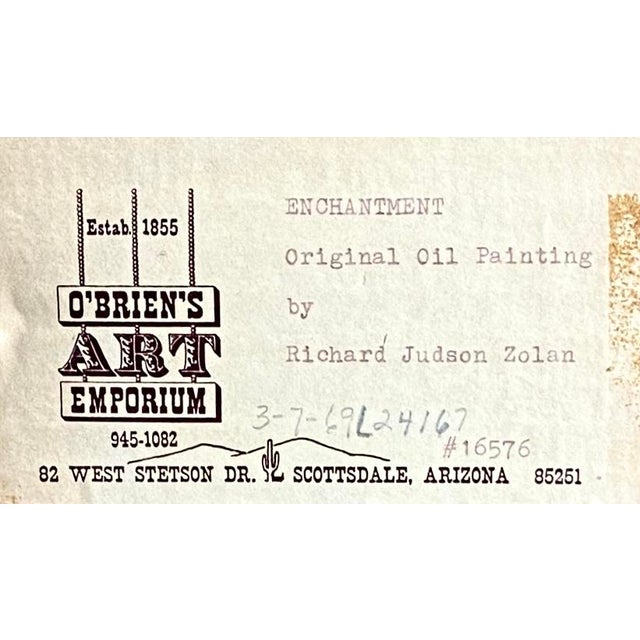 Estab. 1855
O'BRIEN'S
ART
EMPORIUM
945-1082
ENCHANTMENT
Original Oil Painting
by
Richard Judson Zolan
3-7-69L24167
#16576
82 WEST STETSON DR. SCOTTSDALE, ARIZONA 85251